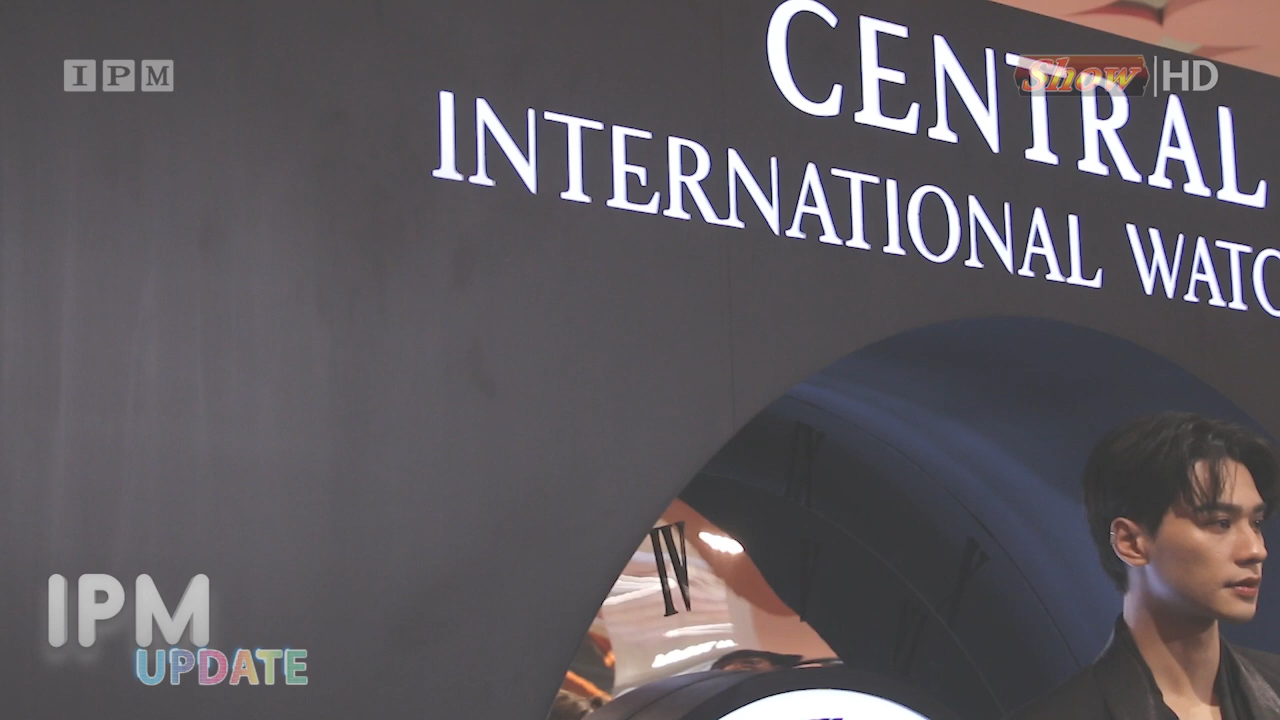 IPM
Show HD
CENTRAL
INTERNATIONAL WATC
IV
IPM
UPDATE